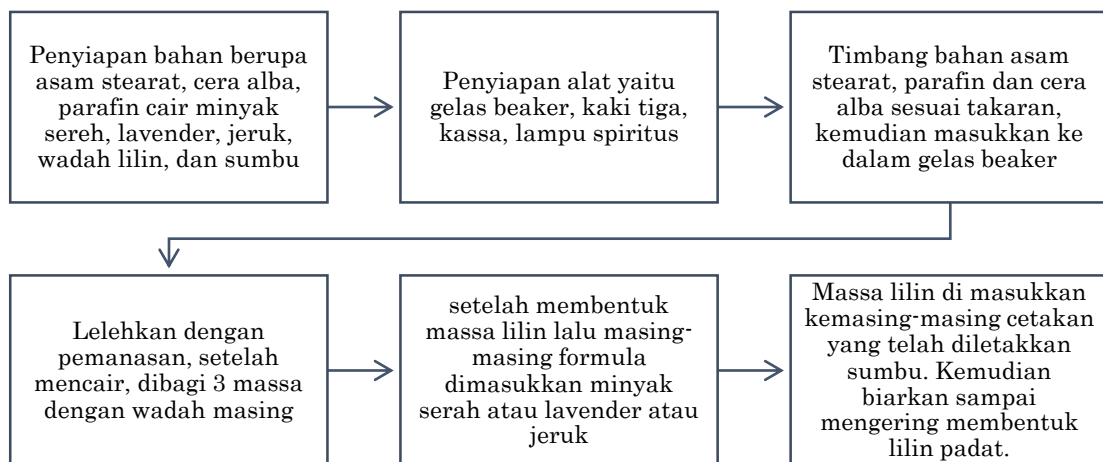 Penyiapan bahan berupa
asam stearat, cera alba,
parafin cair minyak
sereh, lavender, jeruk,
wadah lilin, dan sumbu
Penyiapan alat yaitu
gelas beaker, kaki tiga,
kassa, lampu spiritus
Timbang bahan asam
stearat, parafin dan cera
alba sesuai takaran,
kemudian masukkan ke
dalam gelas beaker
Lelehkan dengan
pemanasan, setelah
mencair, dibagi 3 massa
dengan wadah masing
setelah membentuk
massa lilin lalu masing-
masing formula
dimasukkan minyak
serah atau lavender atau
jeruk
Massa lilin di masukkan
kemasing-masing cetakan
yang telah diletakkan
sumbu. Kemudian
biarkan sampai
mengering membentuk
lilin padat.